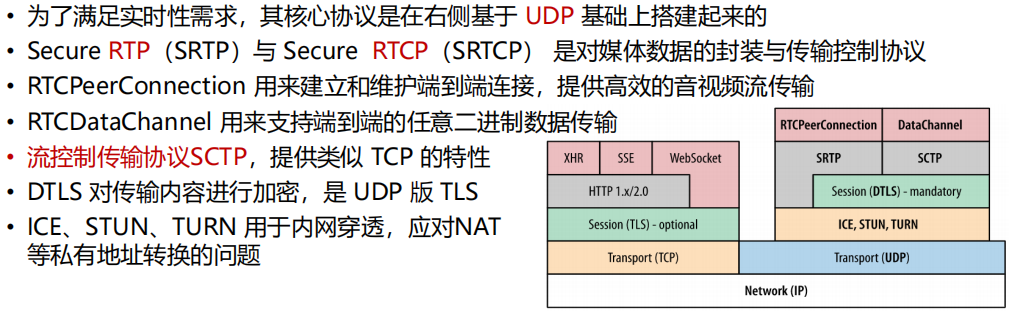 • 为了满足实时性需求，其核心协议是在右侧基于 UDP 基础上搭建起来的
• Secure RTP（SRTP）与 Secure RTCP（SRTCP） 是对媒体数据的封装与传输控制协议
• RTCPeerConnection 用来建立和维护端到端连接，提供高效的音视频流传输
• RTCDataChannel 用来支持端到端的任意二进制数据传输
• 流控制传输协议SCTP，提供类似 TCP 的特性
• DTLS 对传输内容进行加密，是 UDP 版 TLS
• ICE、STUN、TURN 用于内网穿透，应对NAT
等私有地址转换的问题
RTCPeerConnection DataChannel
XHR SSE WebSocket
SRTP SCTP
HTTP 1.x/2.0
Session (DTLS) - mandatory
Session (TLS) - optional
ICE, STUN, TURN
Transport (TCP)
Transport (UDP)
Network (IP)